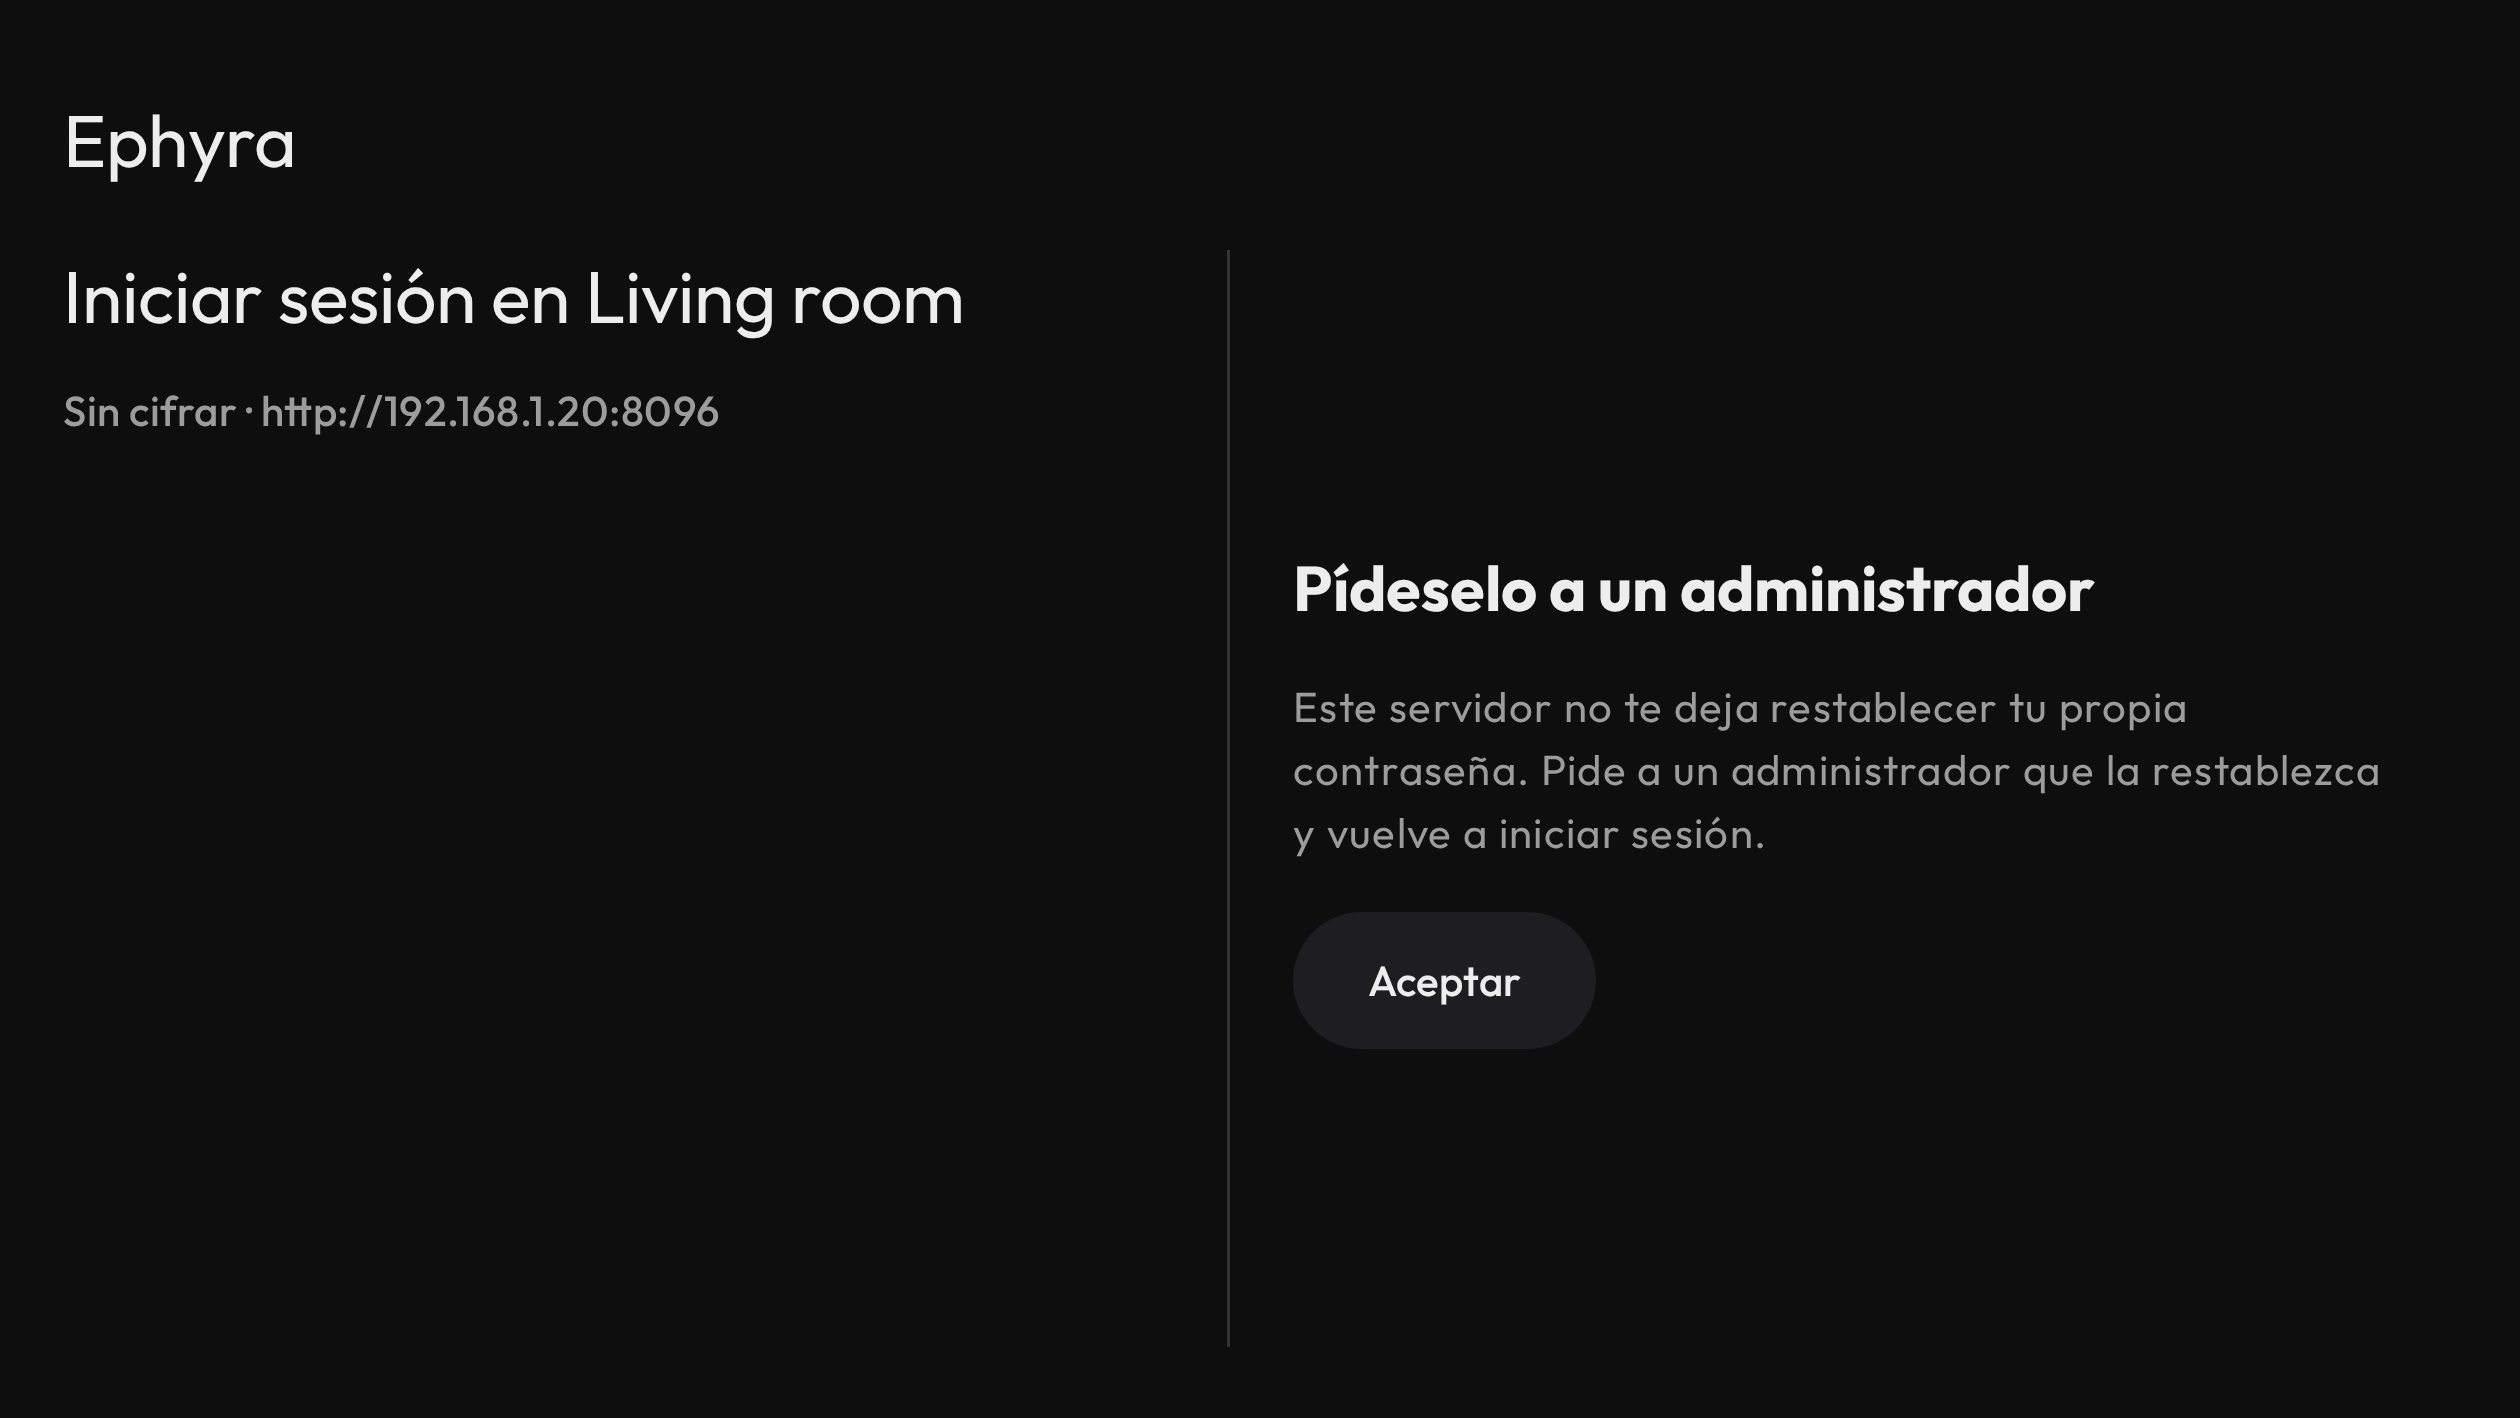 Ephyra
Iniciar sesión en Living room
Sin cifrar · http://192.168.1.20:8096
Pídeselo a un administrador
Este servidor no te deja restablecer tu propia
contraseña. Pide a un administrador que la restablezca
y vuelve a iniciar sesión.
Aceptar